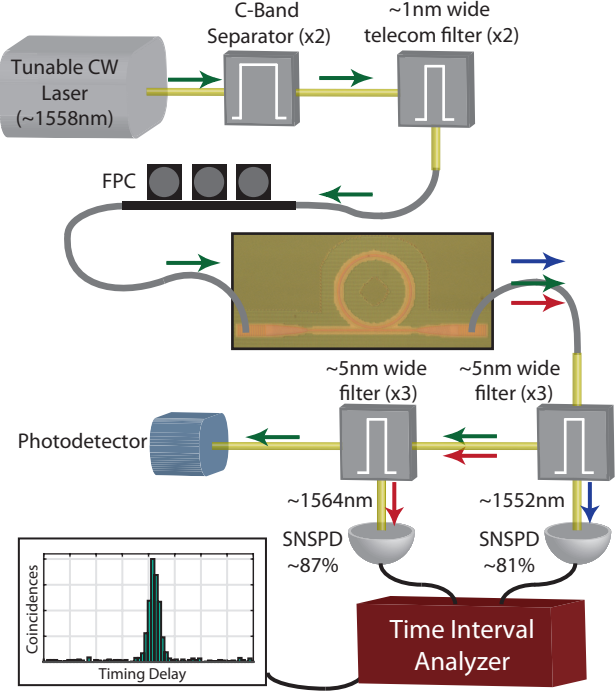 C-Band
Separator (x2)
~1nm wide
telecom filter (x2)
Tunable CW
Laser
(~1558nm)
FPC
~5nm wide
filter (x3)
~5nm wide
filter (x3)
Photodetector
~1564nm
~1552nm
SNSPD
~87%
SNSPD
~81%
Coincidences
Timing Delay
Time Interval
Analyzer